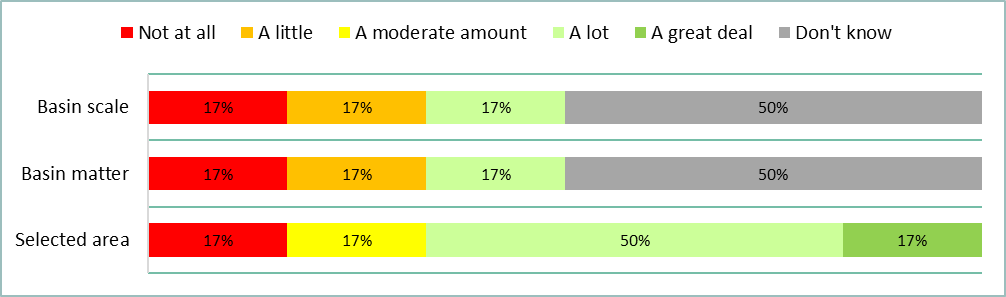 Not at all A little A moderate amount A lot A great deal Don't know
Basin scale 17% 17% 17% 50%
Basin matter 17% 17% 17% 50%
Selected area 17% 17% 50% 17%